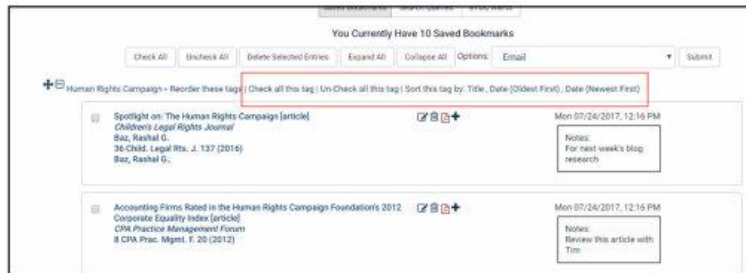 Saved Bookmarks Search Queries ETOC Alerts
You Currently Have 10 Saved Bookmarks
Check All Uncheck All Delete Selected Entries Expand All Collapse All Options: Email Submit
Human Rights Campaign - Reorder these tags | Check all this tag | Un-Check all this tag | Sort this tag by: Title , Date (Oldest First) , Date (Newest First)
Spotlight on: The Human Rights Campaign [article] Mon 07/24/2017, 12:16 PM
Children's Legal Rights Journal
Baz, Rashal G.
36 Child. Legal Rts. J. 137 (2016)
Baz, Rashal G.;
Notes:
For next week's blog
research
Accounting Firms Rated in the Human Rights Campaign Foundation's 2012 Mon 07/24/2017, 12:16 PM
Corporate Equality Index [article]
CPA Practice Management Forum
8 CPA Prac. Mgmt. F. 20 (2012)
Notes:
Review this article with
Tim